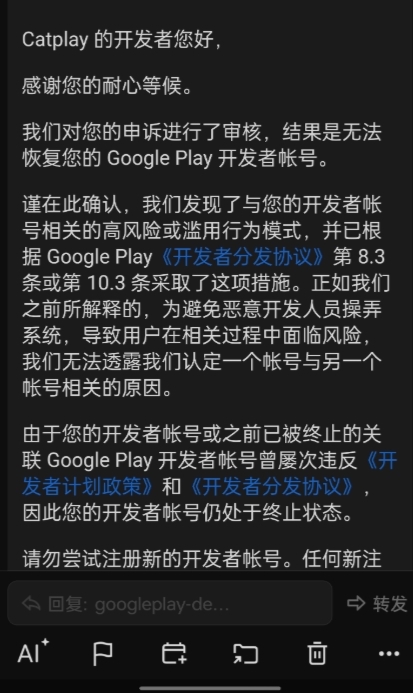 Catplay 的开发者您好，
感谢您的耐心等候。
我们对您的申诉进行了审核，结果是无法
恢复您的 Google Play 开发者帐号。
谨在此确认，我们发现了与您的开发者帐
号相关的高风险或滥用行为模式，并已根
据 Google Play《开发者分发协议》第 8.3
条或第 10.3 条采取了这项措施。正如我们
之前所解释的，为避免恶意开发人员操弄
系统，导致用户在相关过程中面临风险，
我们无法透露我们认定一个帐号与另一个
帐号相关的原因。
由于您的开发者帐号或之前已被终止的关
联 Google Play 开发者帐号曾屡次违反《开
发者计划政策》和《开发者分发协议》，
因此您的开发者帐号仍处于终止状态。
请勿尝试注册新的开发者帐号。任何新注
回复: googleplay-de...
转发
AI